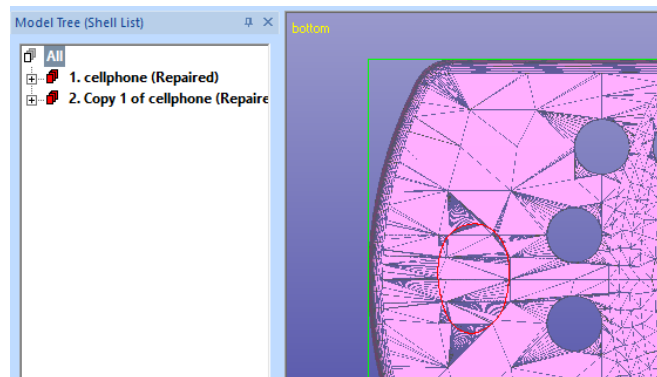 Model Tree (Shell List)
bottom
All
1. cellphone (Repaired)
2. Copy 1 of cellphone (Repaire